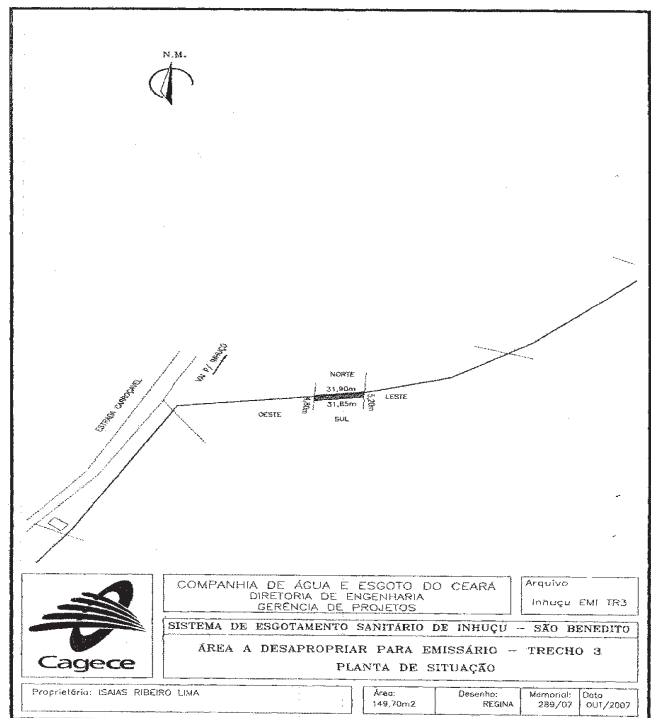 N.M.
VAI P/ INHUÇU
ESTRADA CARROÇAVEL
NORTE
31,90m
5,20m
LESTE
OESTE
31,85m
SUL
Cagece
COMPANHIA DE ÁGUA E ESGOTO DO CEARA
DIRETORIA DE ENGENHARIA
GERÊNCIA DE PROJETOS
Arquivo
Inhuçu EMI TR3
SISTEMA DE ESGOTAMENTO SANITÁRIO DE INHUÇU – SÃO BENEDITO
ÁREA A DESAPROPRIAR PARA EMISSÁRIO – TRECHO 3
PLANTA DE SITUAÇÃO
Proprietário: ISAIAS RIBEIRO LIMA
Área:
149,70m2
Desenho:
REGINA
Memorial:
289/07
Data
OUT/2007